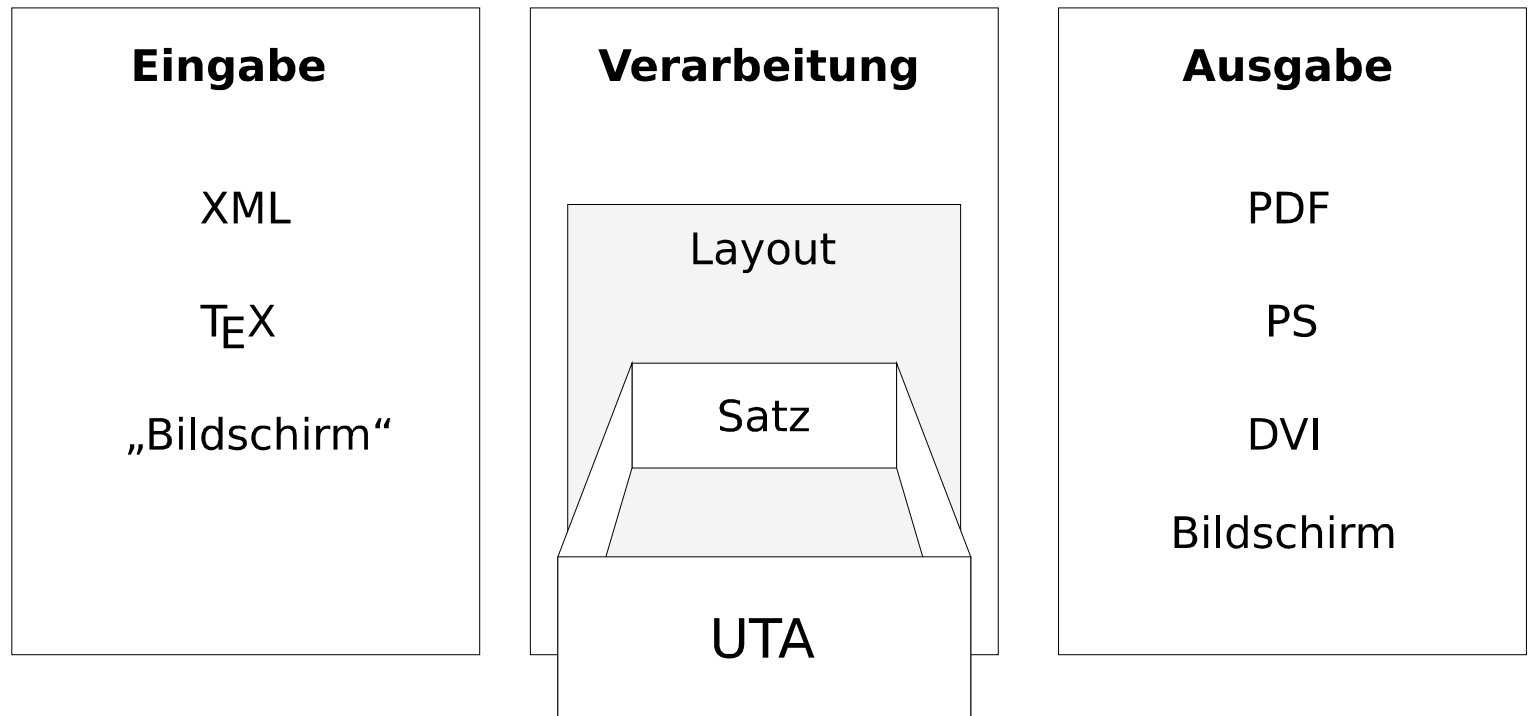 Eingabe
XML
TEX
„Bildschirm“
Verarbeitung
Layout
Satz
UTA
Ausgabe
PDF
PS
DVI
Bildschirm